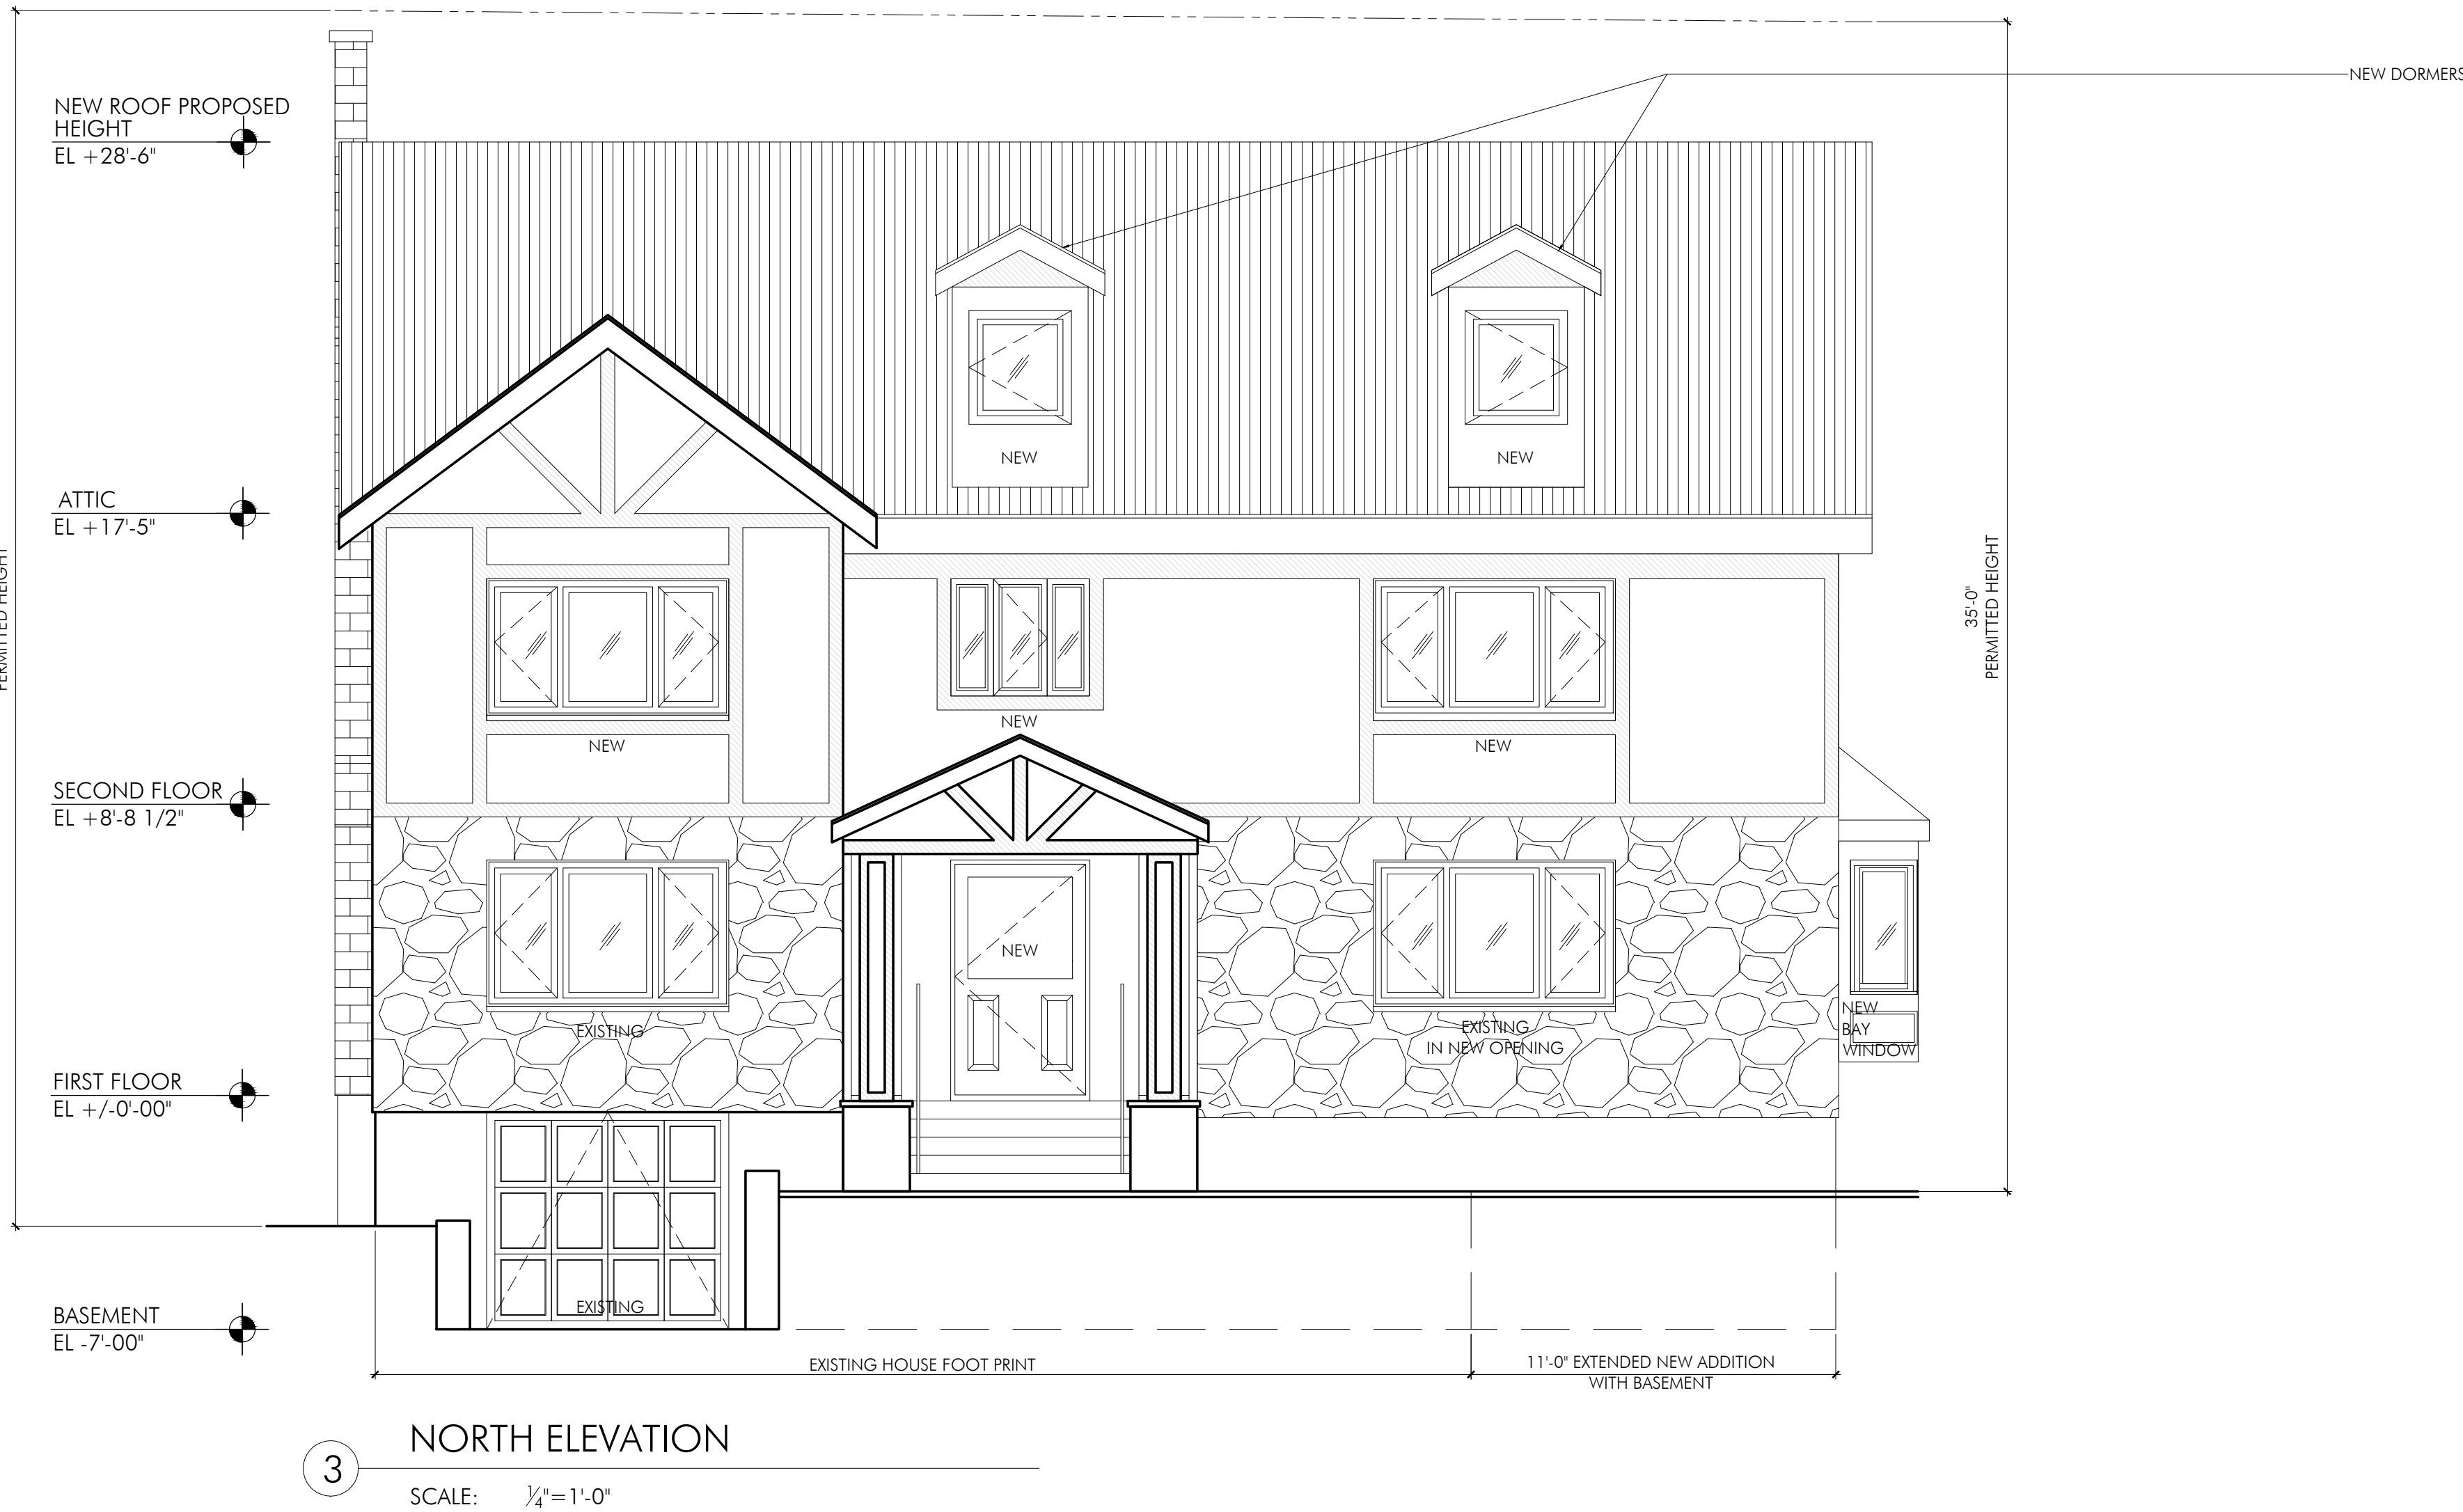 NEW DORMERS
NEW ROOF PROPOSED
HEIGHT
EL +28'-6"
NEW
NEW
ATTIC
EL +17'-5"
PERMITTED HEIGHT
35'-0"
PERMITTED HEIGHT
NEW
NEW
NEW
SECOND FLOOR
EL +8'-8 1/2"
NEW
EXISTING
EXISTING
IN NEW OPENING
NEW
BAY
WINDOW
FIRST FLOOR
EL +/-0'-00"
EXISTING
BASEMENT
EL -7'-00"
EXISTING HOUSE FOOT PRINT
11'-0" EXTENDED NEW ADDITION
WITH BASEMENT
3
NORTH ELEVATION
SCALE: 1/4"=1'-0"